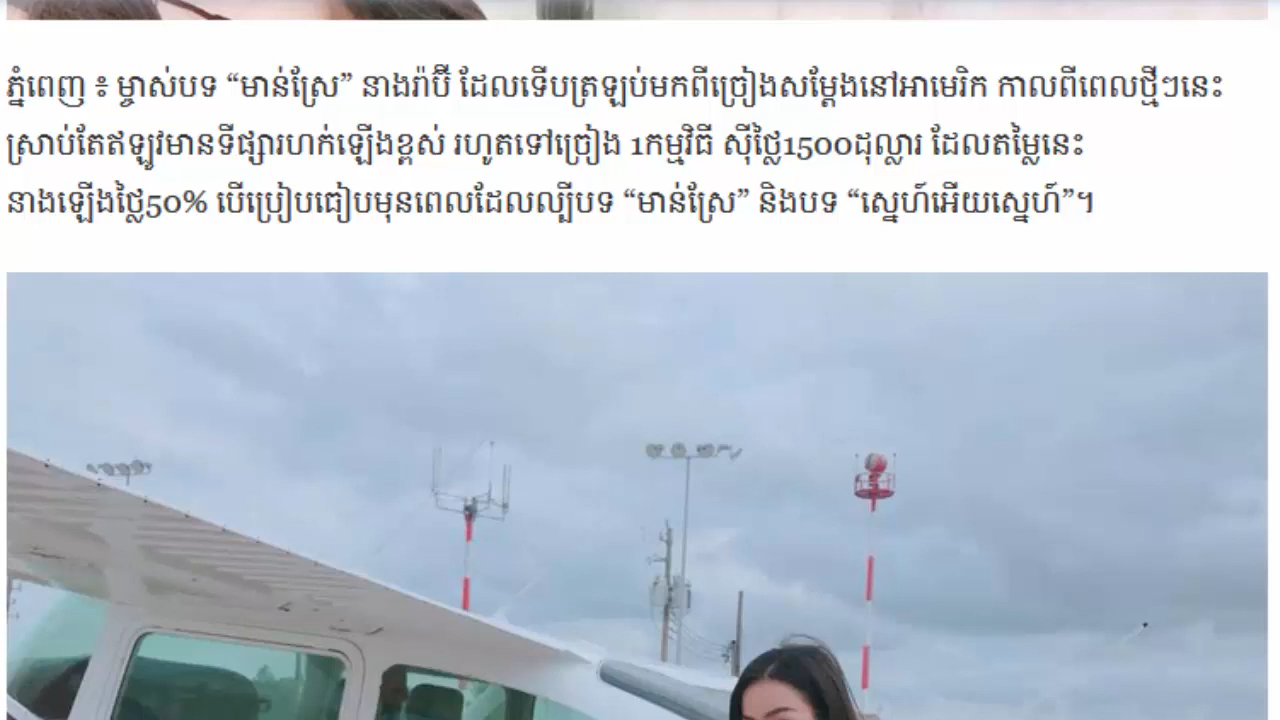 ភ្នំពេញ ៖ ម្ចាស់បទ “មាន់ស្រែ” នាងរ៉ាប៊ី ដែលទើបត្រឡប់មកពីច្រៀងសម្ដែងនៅអាមេរិក កាលពីពេលថ្មីៗនេះ
ស្រាប់តែឥឡូវមានទីផ្សារហក់ឡើងខ្ពស់ រហូតទៅច្រៀង 1កម្មវិធី ស៊ីថ្លៃ1500ដុល្លារ ដែលតម្លៃនេះ
នាងឡើងថ្លៃ50% បើប្រៀបធៀបមុនពេលដែលល្បីបទ “មាន់ស្រែ” និងបទ “ស្នេហ៍អើយស្នេហ៍”។